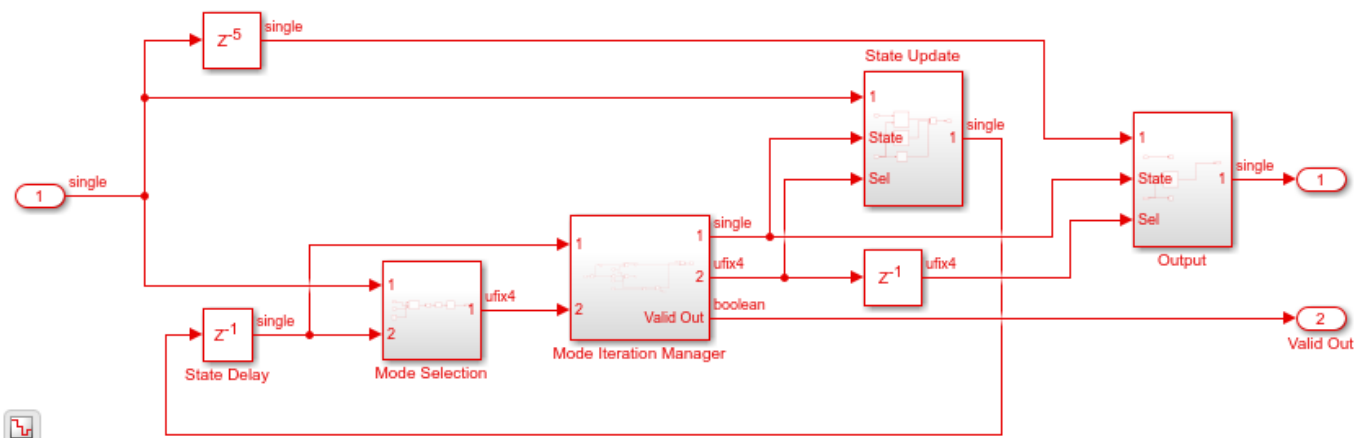 Z-5
single
State Update
1
State
Sel
1
single
1
State
Sel
1
single
1
Output
1
single
1
2
1
2
Valid Out
single
ufix4
boolean
Mode Iteration Manager
Z-1
ufix4
2
Valid Out
1
2
1
ufix4
Mode Selection
Z-1
single
State Delay